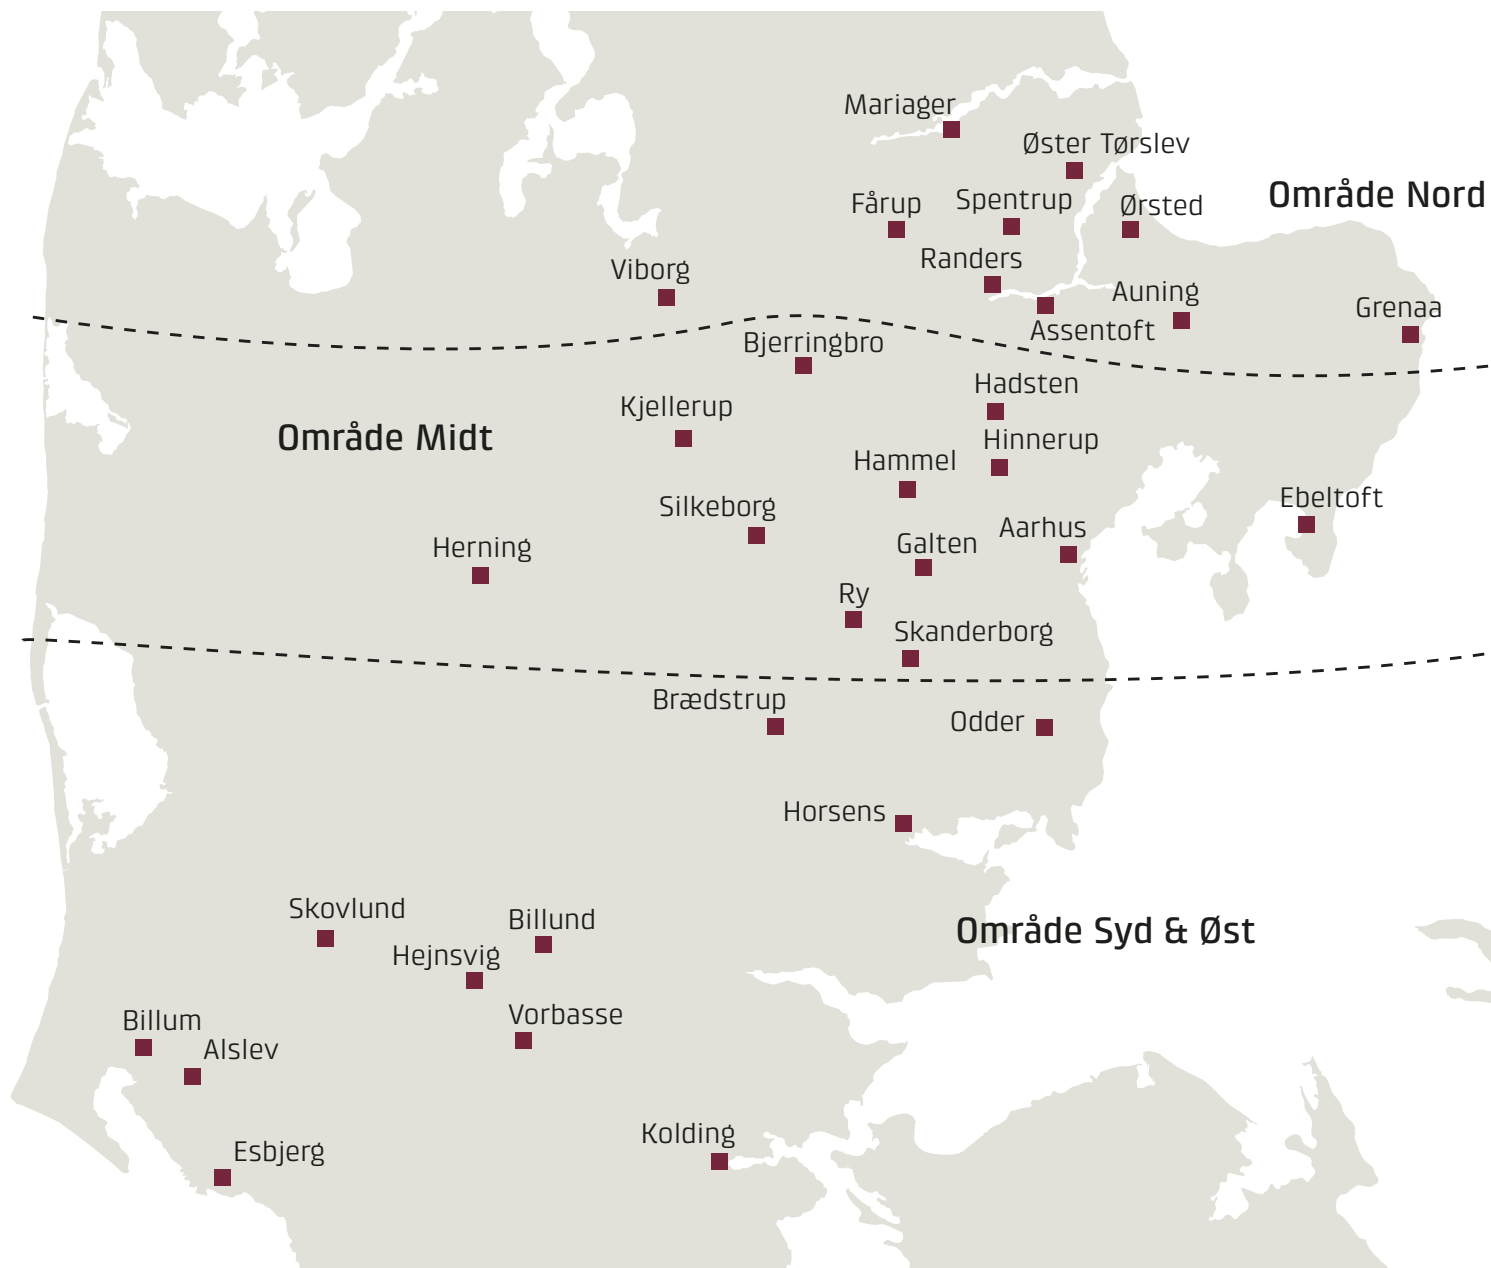 Mariager
Øster Tørslev
Område Nord
Fårup
Spentrup
Ørsted
Randers
Viborg
Auning
Grenaa
Assentoft
Bjerringbro
Hadsten
Kjellerup
Område Midt
Hinnerup
Hammel
Ebeltoft
Silkeborg
Aarhus
Galten
Herning
Ry
Skanderborg
Brædstrup
Odder
Horsens
Skovlund
Billund
Område Syd & Øst
Hejnsvig
Vorbasse
Billum
Alslev
Kolding
Esbjerg